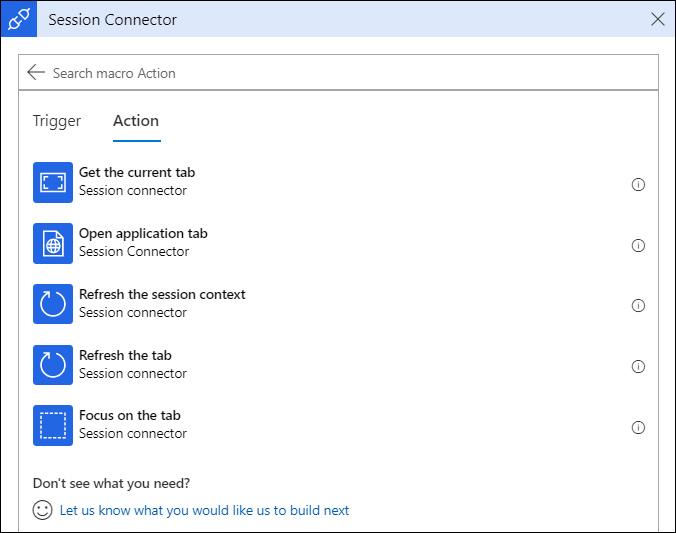 Session Connector
Search macro Action
Trigger Action
Get the current tab
Session connector
Open application tab
Session Connector
Refresh the session context
Session connector
Refresh the tab
Session connector
Focus on the tab
Session connector
Don't see what you need?
Let us know what you would like us to build next